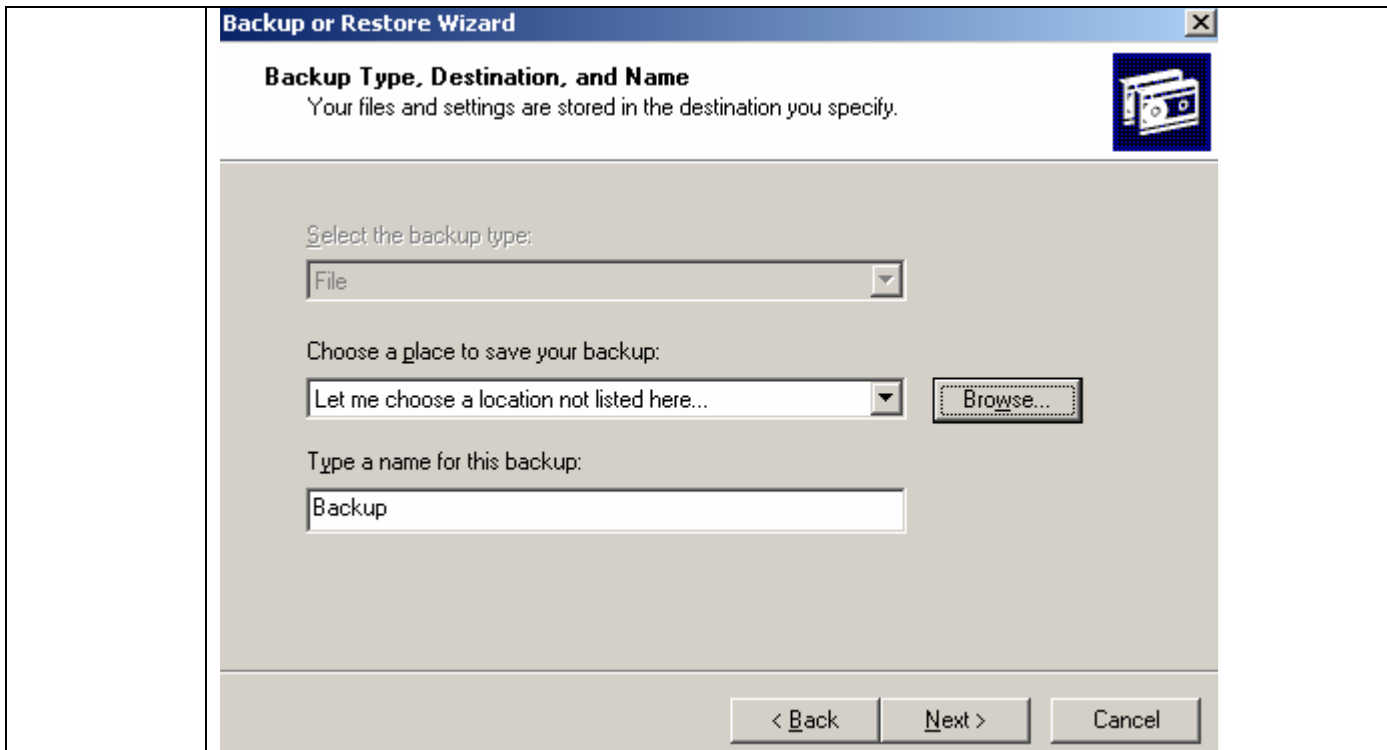 Backup or Restore Wizard
Backup Type, Destination, and Name
Your files and settings are stored in the destination you specify.
Select the backup type:
File
Choose a place to save your backup:
Let me choose a location not listed here...
Browse...
Type a name for this backup:
Backup
< Back
Next >
Cancel